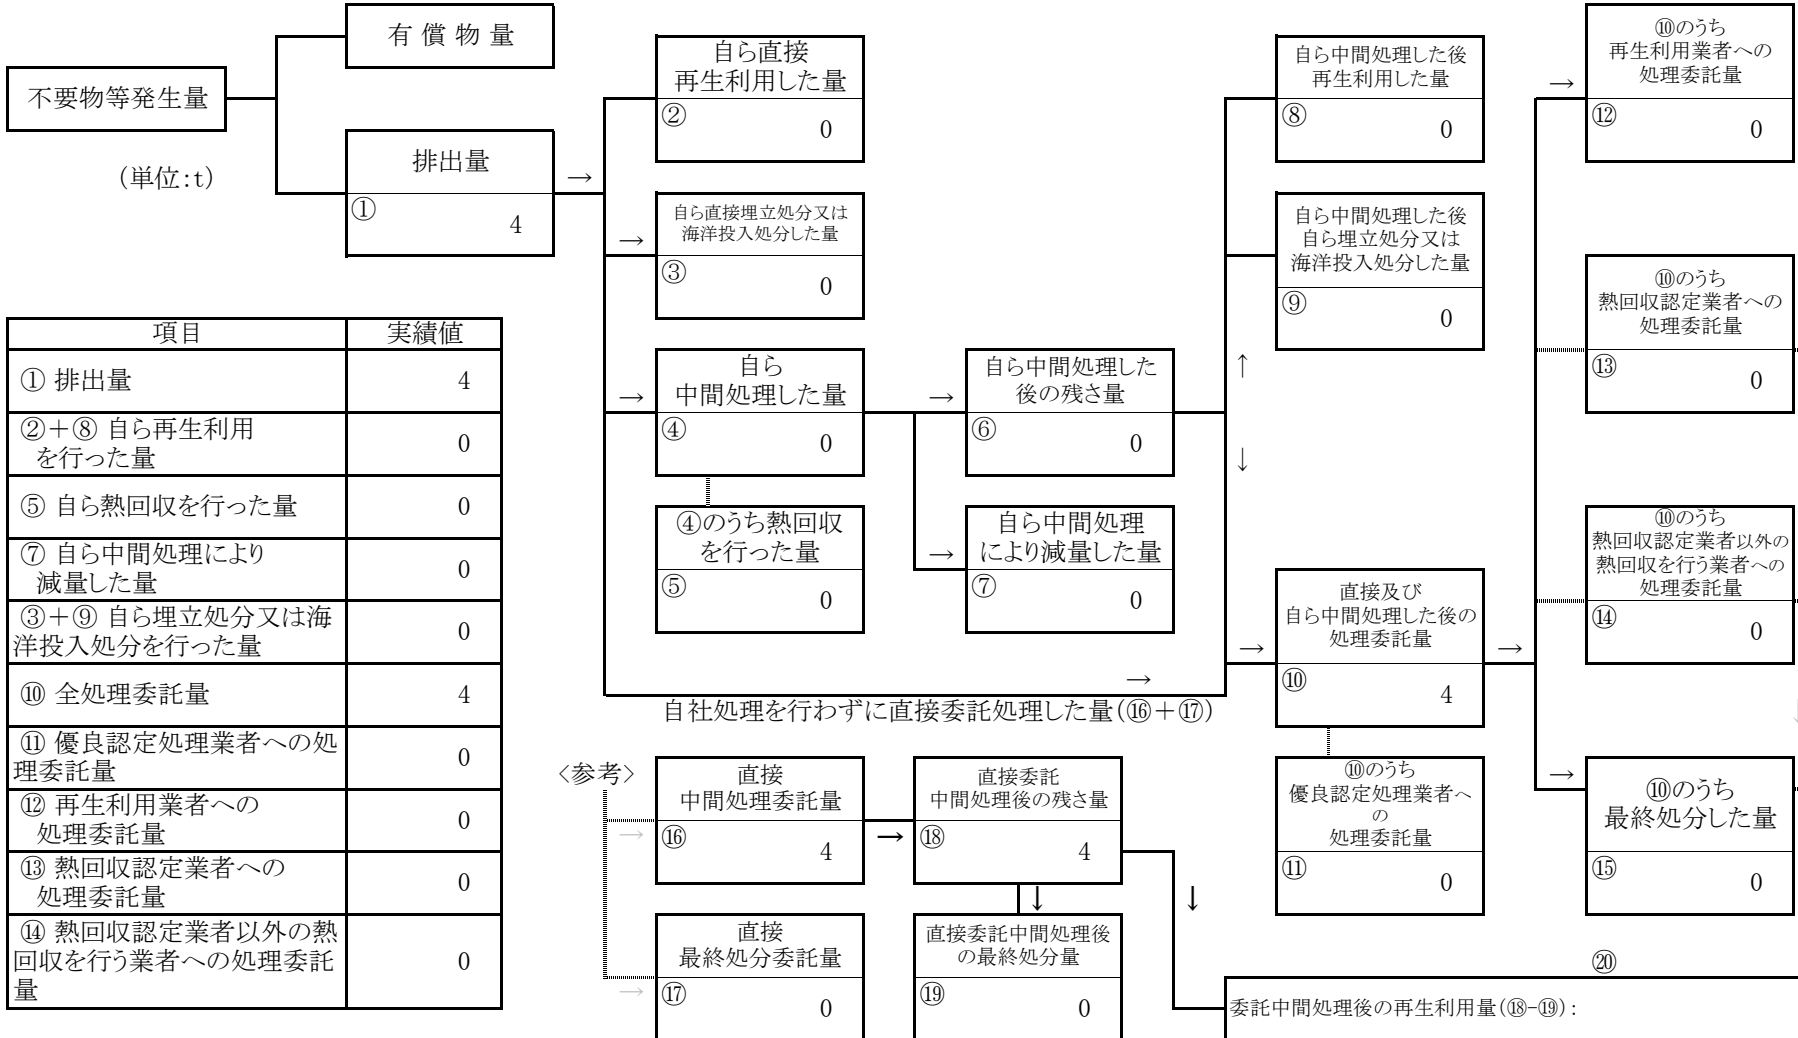 不要物等発生量
(単位:t)
有 償 物 量
排出量
①
4
→
自ら直接
再生利用した量
②
0
→
自ら直接埋立処分又は
海洋投入処分した量
③
0
→
自ら
中間処理した量
④
0
④のうち熱回収
を行った量
⑤
0
→
自ら中間処理した
後の残さ量
⑥
0
→
自ら中間処理
により減量した量
⑦
0
自ら中間処理した後
再生利用した量
⑧
0
自ら中間処理した後
自ら埋立処分又は
海洋投入処分した量
⑨
0
↑
↓
→
直接及び
自ら中間処理した後の
処理委託量
⑩
4
→
⑩のうち
優良認定処理業者へ
の
処理委託量
⑪
0
→
⑩のうち
再生利用業者への
処理委託量
⑫
0
⑩のうち
熱回収認定業者への
処理委託量
⑬
0
⑩のうち
熱回収認定業者以外の
熱回収を行う業者への
処理委託量
⑭
0
→
⑩のうち
最終処分した量
⑮
0
→
自社処理を行わずに直接委託処理した量(⑯+⑰)
項目 実績値
① 排出量 4
②+⑧ 自ら再生利用
を行った量
0
⑤ 自ら熱回収を行った量 0
⑦ 自ら中間処理により
減量した量
0
③+⑨ 自ら埋立処分又は海
洋投入処分を行った量
0
⑩ 全処理委託量 4
⑪ 優良認定処理業者への処
理委託量
0
⑫ 再生利用業者への
処理委託量
0
⑬ 熱回収認定業者への
処理委託量
0
⑭ 熱回収認定業者以外の熱
回収を行う業者への処理委託
量
0
<参考>
→
直接
中間処理委託量
⑯
4
→
直接委託
中間処理後の残さ量
⑱
4
↓
↓
→
直接
最終処分委託量
⑰
0
直接委託中間処理後
の最終処分量
⑲
0
⑳
委託中間処理後の再生利用量(⑱-⑲):